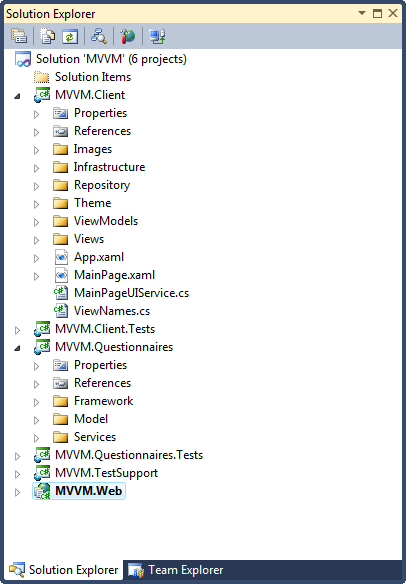 Solution Explorer
Solution 'MVVM' (6 projects)
Solution Items
MVVM.Client
Properties
References
Images
Infrastructure
Repository
Theme
ViewModels
Views
App.xaml
MainPage.xaml
MainPageUIService.cs
ViewNames.cs
MVVM.Client.Tests
MVVM.Questionnaires
Properties
References
Framework
Model
Services
MVVM.Questionnaires.Tests
MVVM.TestSupport
MVVM.Web
Solution Explorer Team Explorer